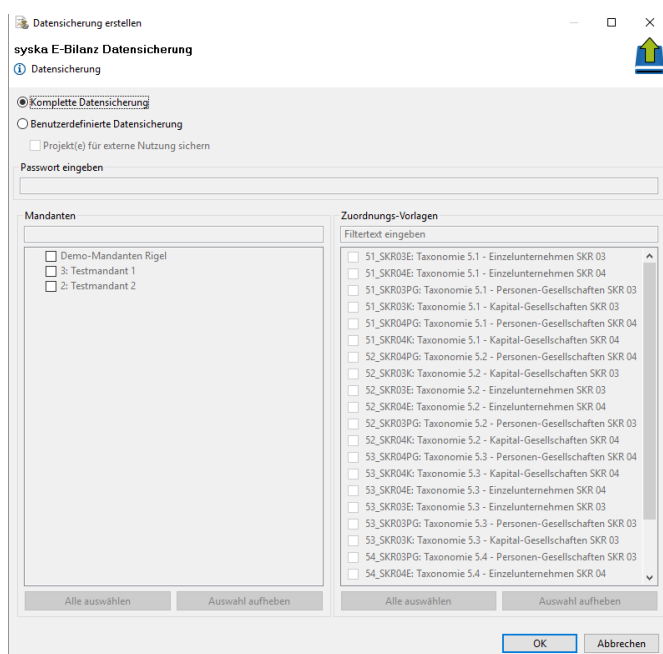 Datensicherung erstellen
syska E-Bilanz Datensicherung
Datensicherung
Komplette Datensicherung
Benutzerdefinierte Datensicherung
Projekt(e) für externe Nutzung sichern
Passwort eingeben
Mandanten
Demo-Mandanten Rigel
3: Testmandant 1
2: Testmandant 2
Alle auswählen
Auswahl aufheben
Zuordnungs-Vorlagen
Filtertext eingeben
51_SKR03E: Taxonomie 5.1 - Einzelunternehmen SKR 03
51_SKR04E: Taxonomie 5.1 - Einzelunternehmen SKR 04
51_SKR03PG: Taxonomie 5.1 - Personen-Gesellschaften SKR 03
51_SKR03K: Taxonomie 5.1 - Kapital-Gesellschaften SKR 03
51_SKR04PG: Taxonomie 5.1 - Personen-Gesellschaften SKR 04
51_SKR04K: Taxonomie 5.1 - Kapital-Gesellschaften SKR 04
52_SKR04PG: Taxonomie 5.2 - Personen-Gesellschaften SKR 04
52_SKR03K: Taxonomie 5.2 - Kapital-Gesellschaften SKR 03
52_SKR03E: Taxonomie 5.2 - Einzelunternehmen SKR 03
52_SKR04E: Taxonomie 5.2 - Einzelunternehmen SKR 04
52_SKR03PG: Taxonomie 5.2 - Personen-Gesellschaften SKR 03
52_SKR04K: Taxonomie 5.2 - Kapital-Gesellschaften SKR 04
53_SKR04PG: Taxonomie 5.3 - Personen-Gesellschaften SKR 04
53_SKR04K: Taxonomie 5.3 - Kapital-Gesellschaften SKR 04
53_SKR04E: Taxonomie 5.3 - Einzelunternehmen SKR 04
53_SKR03E: Taxonomie 5.3 - Einzelunternehmen SKR 03
53_SKR03PG: Taxonomie 5.3 - Personen-Gesellschaften SKR 03
53_SKR03K: Taxonomie 5.3 - Kapital-Gesellschaften SKR 03
54_SKR03PG: Taxonomie 5.4 - Personen-Gesellschaften SKR 03
54_SKR04E: Taxonomie 5.4 - Einzelunternehmen SKR 04
Alle auswählen
Auswahl aufheben
OK
Abbrechen